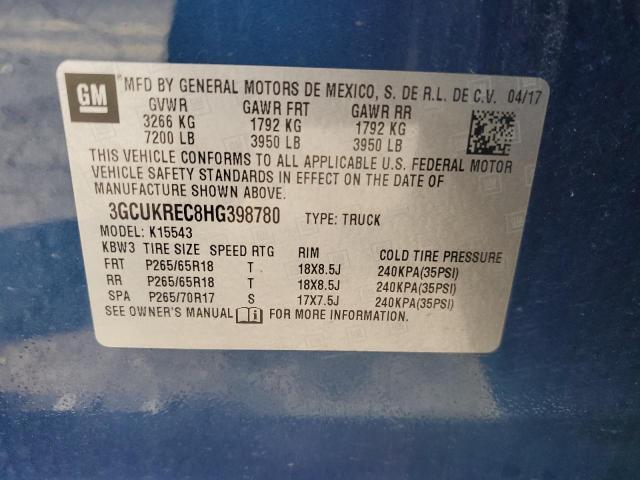 GM
MFD BY GENERAL MOTORS DE MEXICO, S. DE R.L. DE C.V. 04/17
GVWR GAWR FRT GAWR RR
3266 KG 1792 KG 1792 KG
7200 LB 3950 LB 3950 LB
THIS VEHICLE CONFORMS TO ALL APPLICABLE U.S. FEDERAL MOTOR
VEHICLE SAFETY STANDARDS IN EFFECT ON THE DATE OF
MANUFACTURE SHOWN ABOVE.
3GCUKREC8HG398780 TYPE: TRUCK
MODEL: K15543
KBW3 TIRE SIZE SPEED RTG RIM COLD TIRE PRESSURE
FRT P265/65R18 T 18X8.5J 240KPA(35PSI)
RR P265/65R18 T 18X8.5J 240KPA(35PSI)
SPA P265/70R17 S 17X7.5J 240KPA(35PSI)
SEE OWNER'S MANUAL FOR MORE INFORMATION.